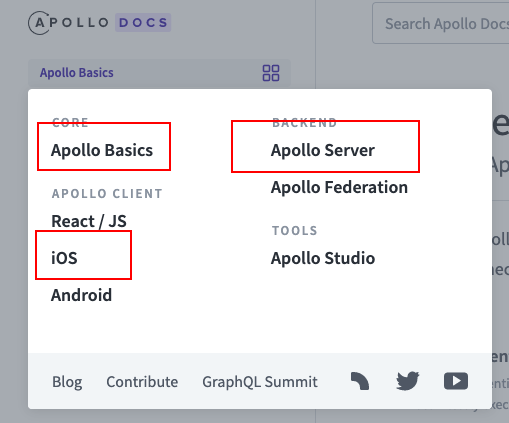 APOLLO DOCS
Search Apollo Docs
Apollo Basics
CORE
Apollo Basics
APOLLO CLIENT
React / JS
iOS
Android
BACKEND
Apollo Server
Apollo Federation
TOOLS
Apollo Studio
Blog
Contribute
GraphQL Summit